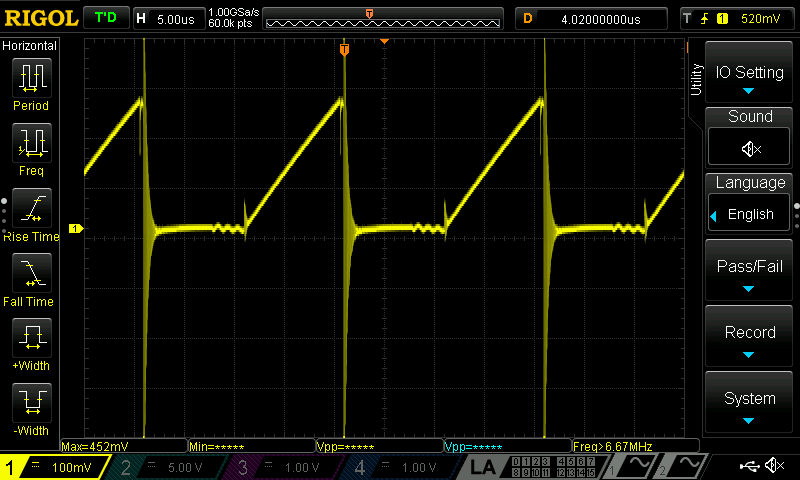 RIGOL T'D H 5.00us 1.00GSa/s 60.0k pts T D 4.02000000us T 1 520mV
Horizontal
Period
Freq
Rise Time
Fall Time
+Width
-Width
T
1
Utility
IO Setting
Sound
Language
English
Pass/Fail
Record
System
Max=452mV Min=***** Vpp=***** Vpp=***** Freq>6.67MHz
1 100mV 2 5.00 V 3 1.00 V 4 1.00 V LA 0 1 2 3 4 5 6 7 1 2
8 9 10 11 12 13 14 15